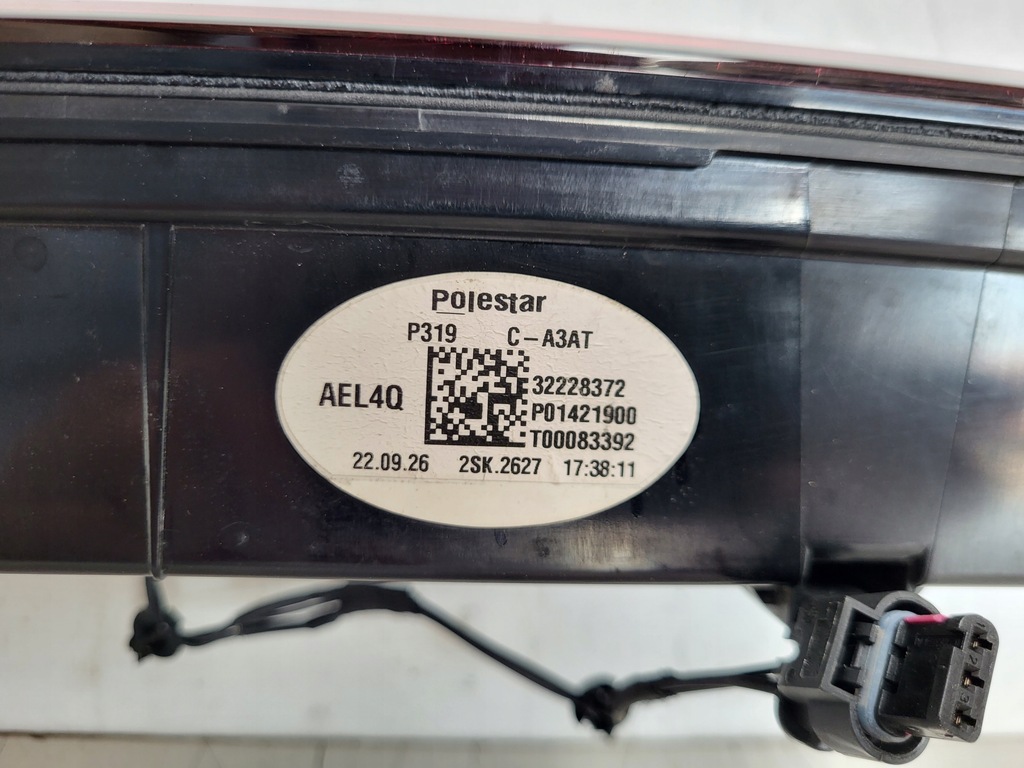 Polestar
P319 C-A3AT
AEL4Q
32228372
P01421900
T00083392
22.09.26 2SK.2627 17:38:11